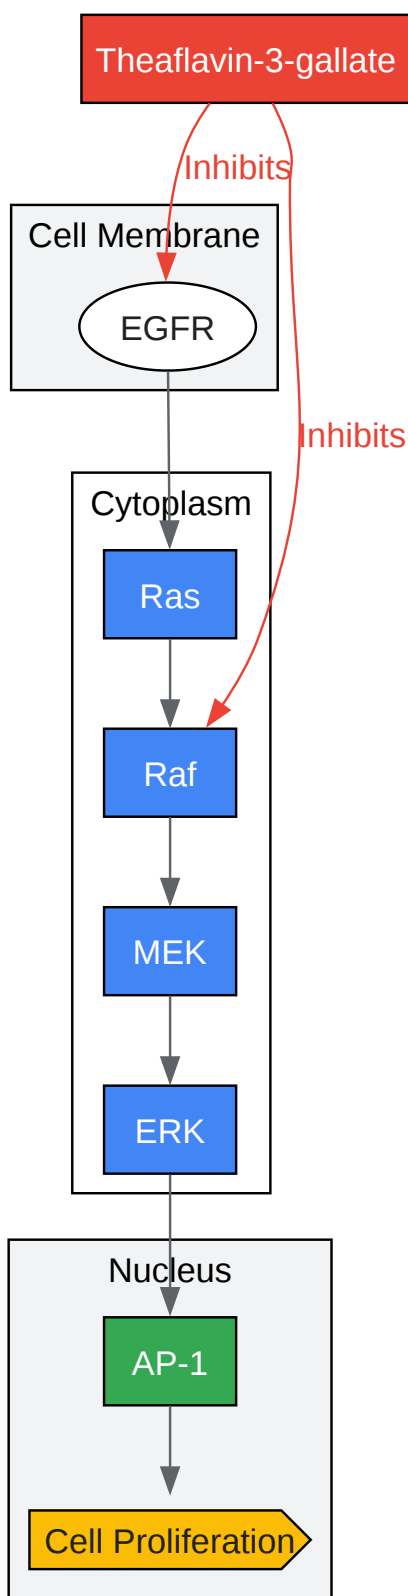 Theaflavin-3-gallate
Inhibits
Cell Membrane
EGFR
Inhibits
Cytoplasm
Ras
Raf
MEK
ERK
Nucleus
AP-1
Cell Proliferation